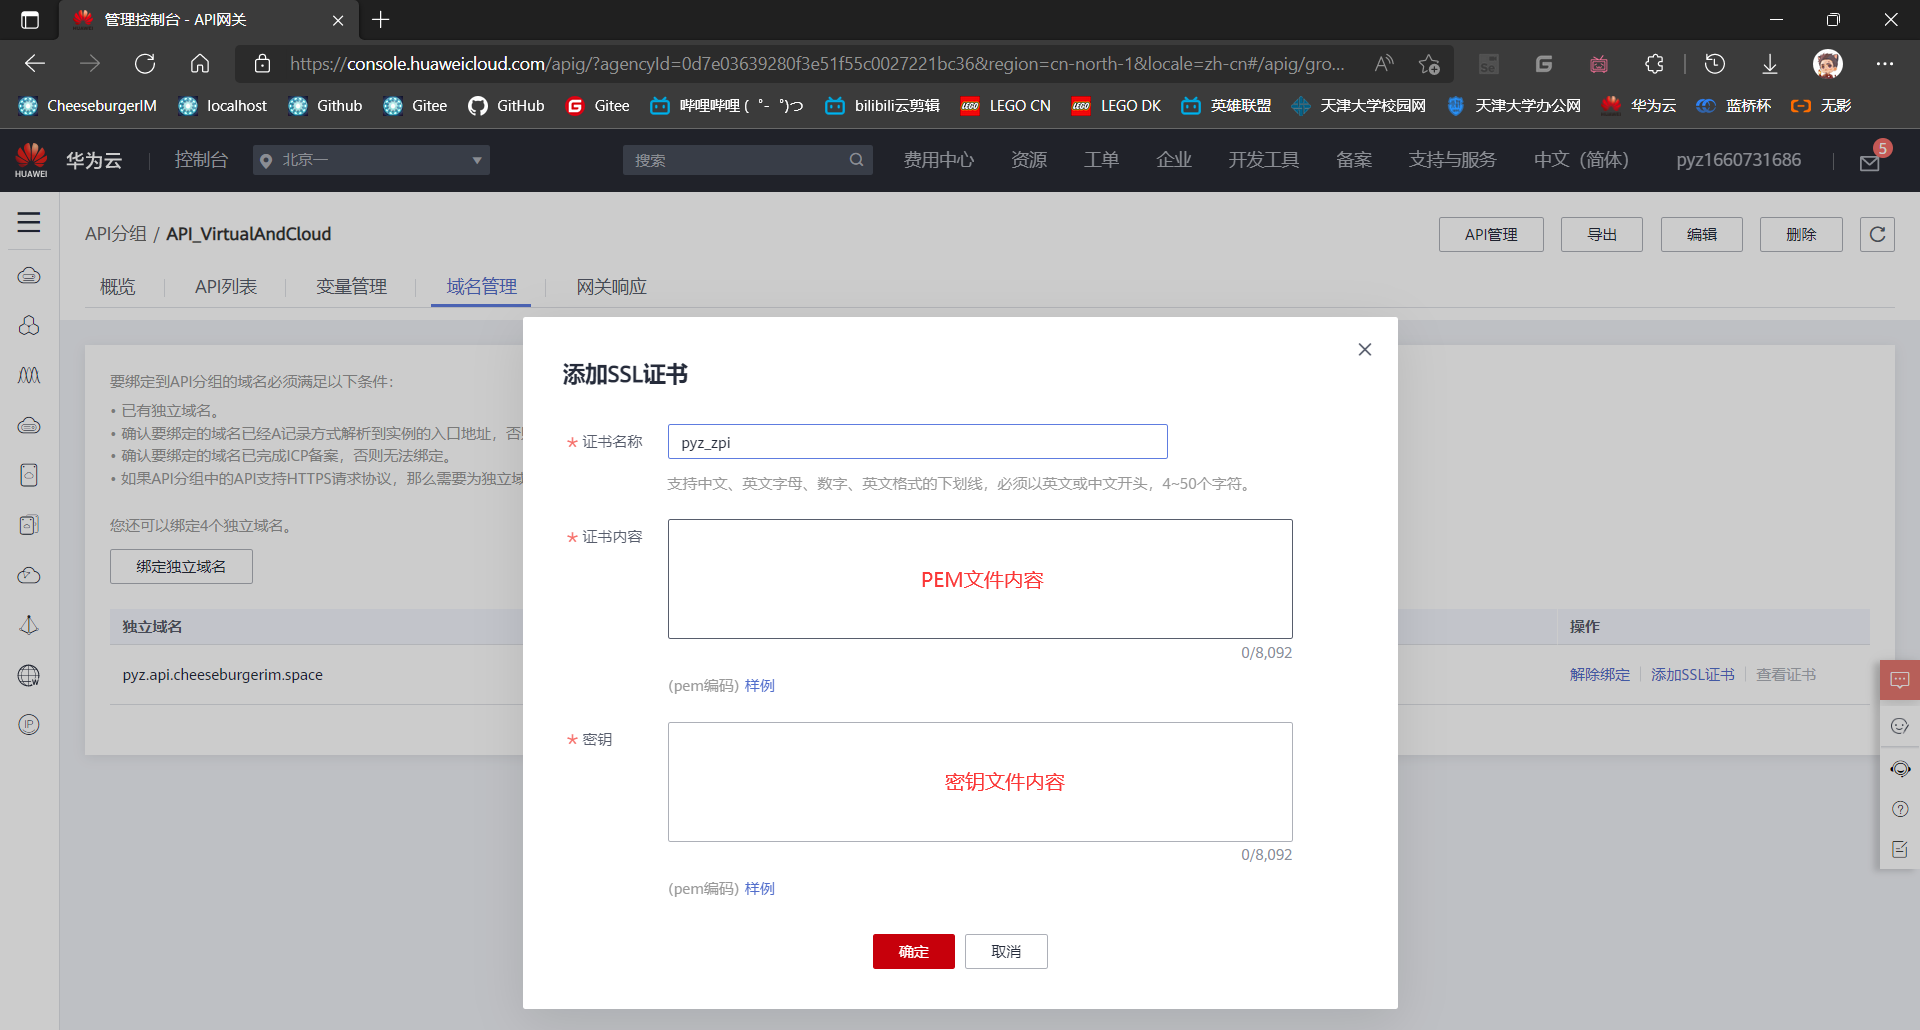 管理控制台 - API网关
https://console.huaweicloud.com/apig/?agencyId=0d7e03639280f3e51f55c0027221bc36&region=cn-north-1&locale=zh-cn#/apig/gro...
CheeseburgerIM localhost Github Gitee GitHub Gitee 哔哩哔哩 (゜-゜)つ bilibili云剪辑 LEGO CN LEGO DK 英雄联盟 天津大学校园网 天津大学办公网 华为云 蓝桥杯 无影
HUAWEI 华为云 控制台 北京一 搜索 费用中心 资源 工单 企业 开发工具 备案 支持与服务 中文（简体） pyz1660731686 5
API分组 / API_VirtualAndCloud API管理 导出 编辑 删除
概览 API列表 变量管理 域名管理 网关响应
要绑定到API分组的域名必须满足以下条件：
• 已有独立域名。
• 确认要绑定的域名已经A记录方式解析到实例的入口地址，否
• 确认要绑定的域名已完成ICP备案，否则无法绑定。
• 如果API分组中的API支持HTTPS请求协议，那么需要为独立域
您还可以绑定4个独立域名。
绑定独立域名
独立域名 操作
pyz.api.cheeseburgerim.space 解除绑定 添加SSL证书 查看证书
添加SSL证书
* 证书名称 pyz_zpi
支持中文、英文字母、数字、英文格式的下划线，必须以英文或中文开头，4~50个字符。
* 证书内容
PEM文件内容
0/8,092
(pem编码) 样例
* 密钥
密钥文件内容
0/8,092
(pem编码) 样例
确定 取消